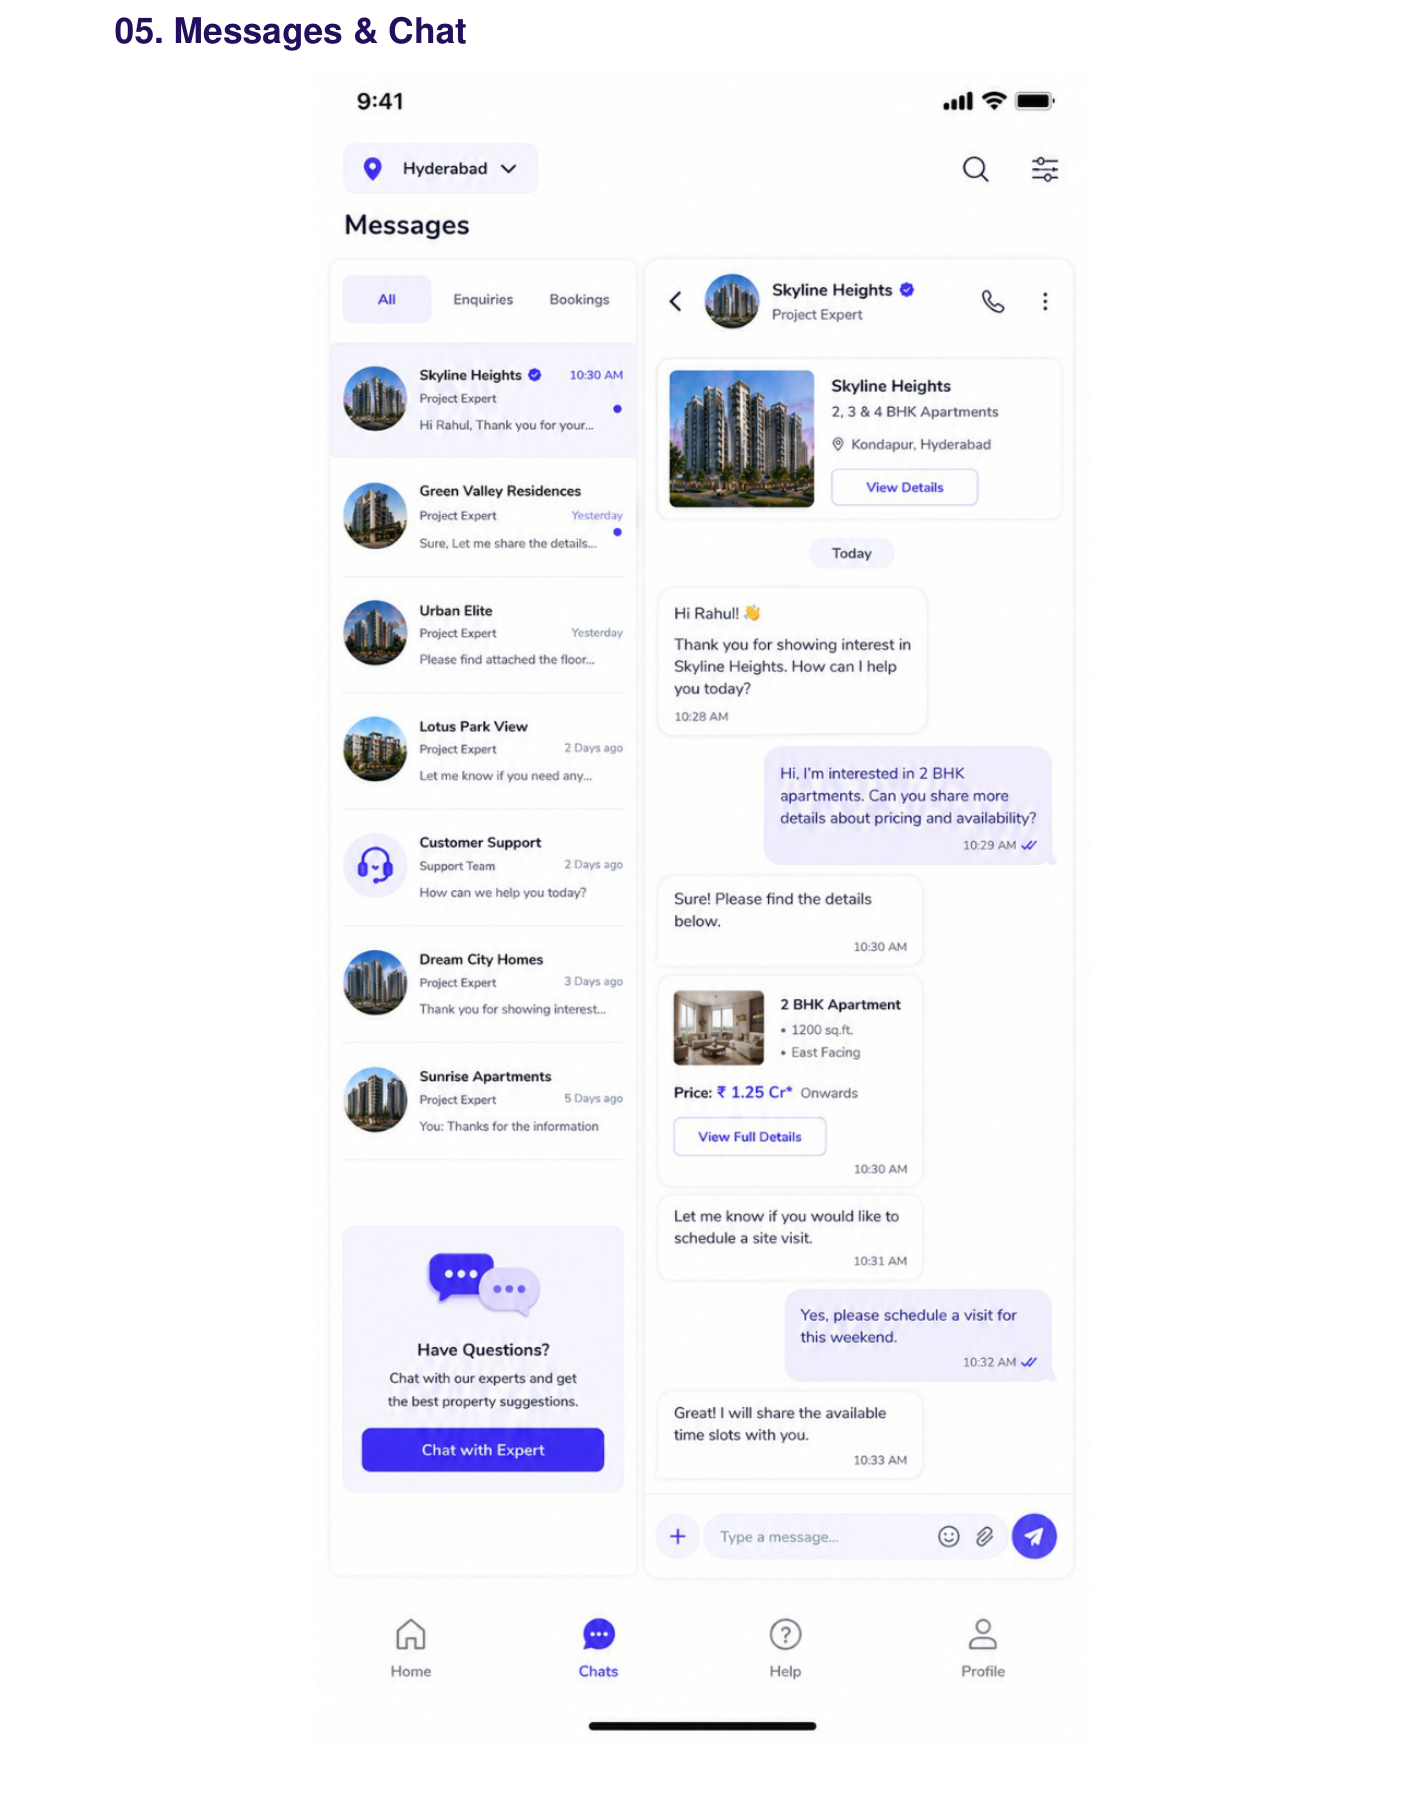 05. Messages & Chat
9:41
Hyderabad
Messages
All
Enquiries
Bookings
Skyline Heights
10:30 AM
Project Expert
Hi Rahul, Thank you for your...
Green Valley Residences
Project Expert
Yesterday
Sure, Let me share the details...
Urban Elite
Project Expert
Yesterday
Please find attached the floor...
Lotus Park View
Project Expert
2 Days ago
Let me know if you need any...
Customer Support
Support Team
2 Days ago
How can we help you today?
Dream City Homes
Project Expert
3 Days ago
Thank you for showing interest...
Sunrise Apartments
Project Expert
5 Days ago
You: Thanks for the information
Have Questions?
Chat with our experts and get
the best property suggestions.
Chat with Expert
Skyline Heights
Project Expert
Skyline Heights
2, 3 & 4 BHK Apartments
Kondapur, Hyderabad
View Details
Today
Hi Rahul! 👋
Thank you for showing interest in
Skyline Heights. How can I help
you today?
10:28 AM
Hi, I'm interested in 2 BHK
apartments. Can you share more
details about pricing and availability?
10:29 AM
Sure! Please find the details
below.
10:30 AM
2 BHK Apartment
• 1200 sq.ft.
• East Facing
Price: ₹ 1.25 Cr* Onwards
View Full Details
10:30 AM
Let me know if you would like to
schedule a site visit.
10:31 AM
Yes, please schedule a visit for
this weekend.
10:32 AM
Great! I will share the available
time slots with you.
10:33 AM
Type a message...
Home
Chats
Help
Profile